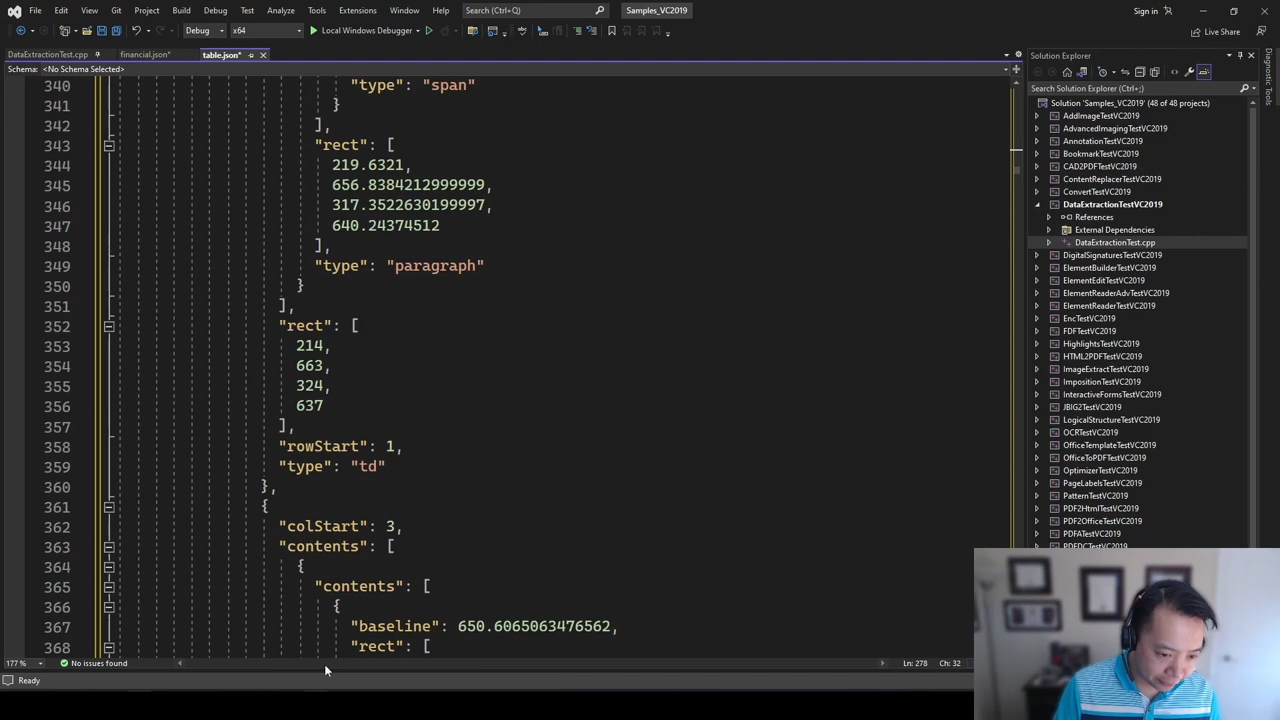 File Edit View Git Project Build Debug Test Analyze Tools Extensions Window Help Search (Ctrl+Q) Samples_VC2019 Sign in
Debug x64 Local Windows Debugger Live Share
DataExtractionTest.cpp financial.json* table.json*
Schema: <No Schema Selected>
340 "type": "span"
341 }
342 ],
343 "rect": [
344 219.6321,
345 656.8384212999999,
346 317.3522630199997,
347 640.24374512
348 ],
349 "type": "paragraph"
350 }
351 ],
352 "rect": [
353 214,
354 663,
355 324,
356 637
357 ],
358 "rowStart": 1,
359 "type": "td"
360 },
361 {
362 "colStart": 3,
363 "contents": [
364 {
365 "contents": [
366 {
367 "baseline": 650.6065063476562,
368 "rect": [
177 % No issues found Ln: 278 Ch: 32
Ready
Solution Explorer
Search Solution Explorer (Ctrl+;)
Solution 'Samples_VC2019' (48 of 48 projects)
AddImageTestVC2019
AdvancedImagingTestVC2019
AnnotationTestVC2019
BookmarkTestVC2019
CAD2PDFTestVC2019
ContentReplacerTestVC2019
ConvertTestVC2019
DataExtractionTestVC2019
References
External Dependencies
DataExtractionTest.cpp
DigitalSignaturesTestVC2019
ElementBuilderTestVC2019
ElementEditTestVC2019
ElementReaderAdvTestVC2019
ElementReaderTestVC2019
EncTestVC2019
FDFTestVC2019
HighlightsTestVC2019
HTML2PDFTestVC2019
ImageExtractTestVC2019
ImpositionTestVC2019
InteractiveFormsTestVC2019
JBIG2TestVC2019
LogicalStructureTestVC2019
OCRTestVC2019
OfficeTemplateTestVC2019
OfficeToPDFTestVC2019
OptimizerTestVC2019
PageLabelsTestVC2019
PatternTestVC2019
PDF2HtmlTestVC2019
PDF2OfficeTestVC2019
PDFATestVC2019
Diagnostic Tools